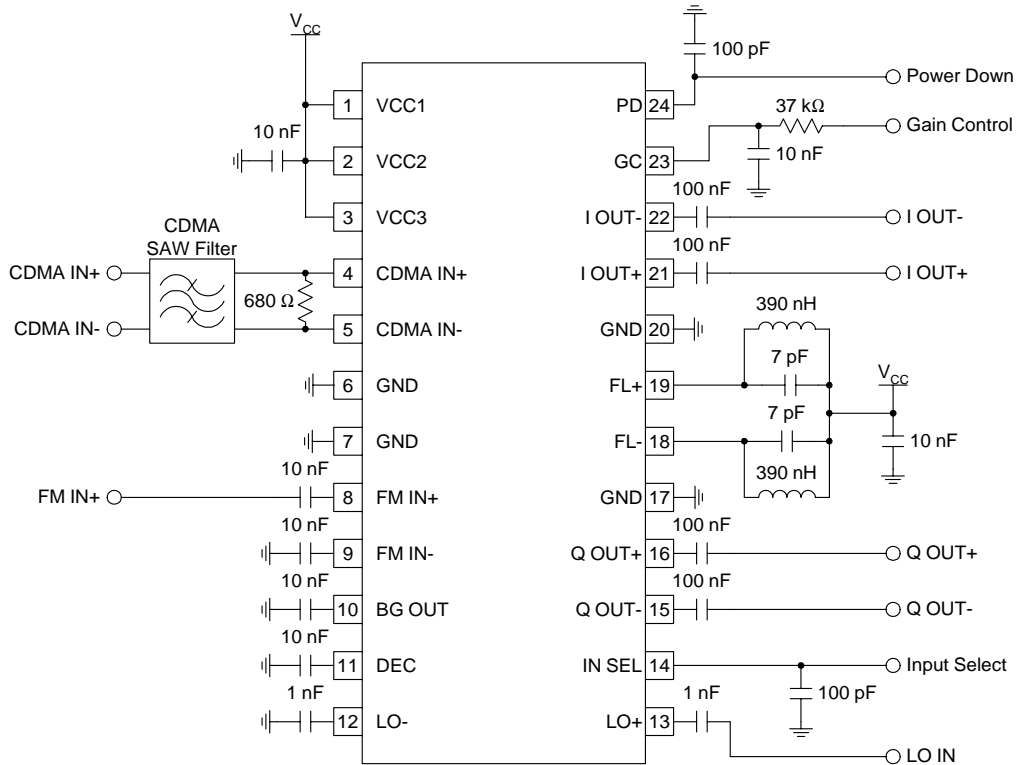 V_CC
100 pF
Power Down
1 VCC1
PD 24
37 kΩ
Gain Control
10 nF
2 VCC2
GC 23
10 nF
100 nF
3 VCC3
I OUT- 22
I OUT-
CDMA
SAW Filter
100 nF
CDMA IN+
4 CDMA IN+
I OUT+ 21
I OUT+
680 Ω
390 nH
CDMA IN-
5 CDMA IN-
GND 20
7 pF
6 GND
FL+ 19
V_CC
7 pF
7 GND
FL- 18
10 nF
10 nF
390 nH
FM IN+
8 FM IN+
GND 17
10 nF
100 nF
9 FM IN-
Q OUT+ 16
Q OUT+
10 nF
100 nF
10 BG OUT
Q OUT- 15
Q OUT-
10 nF
11 DEC
IN SEL 14
Input Select
1 nF
1 nF
100 pF
12 LO-
LO+ 13
LO IN